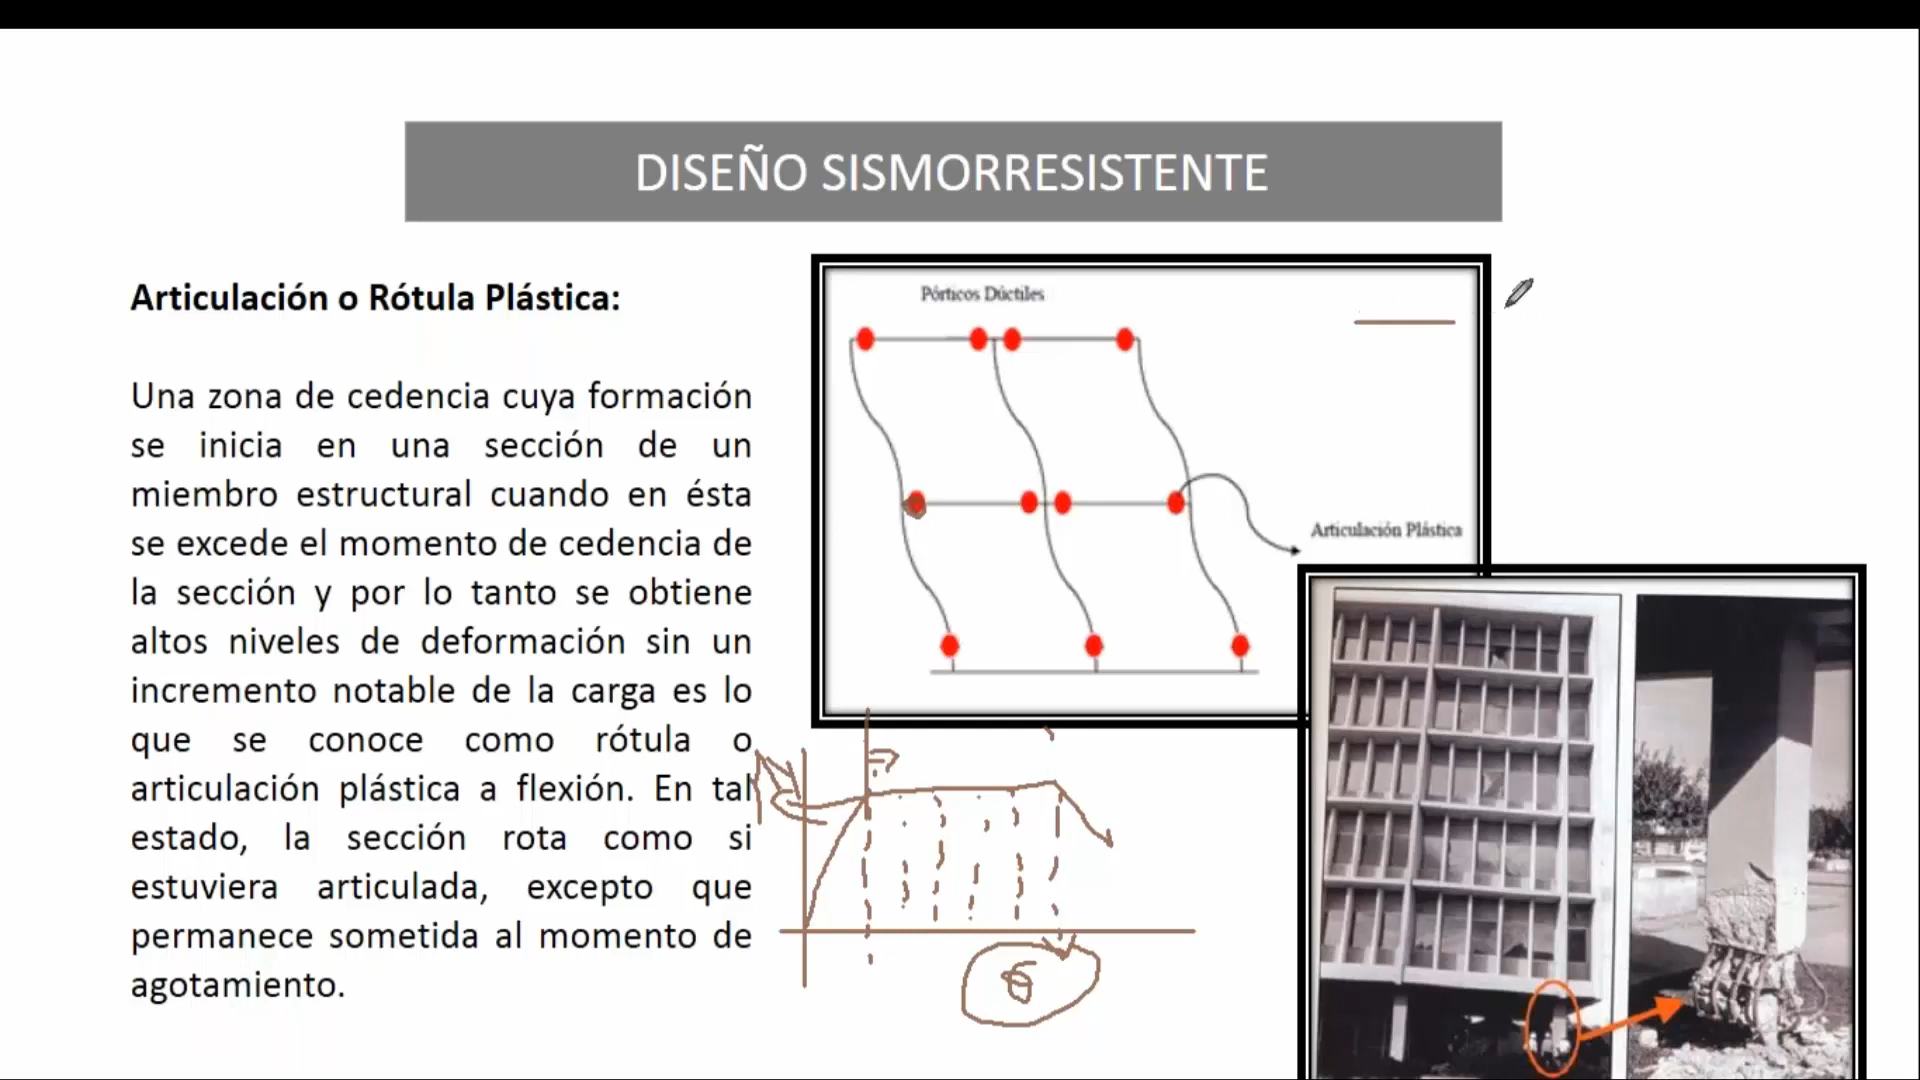 DISEÑO SISMORRESISTENTE
Articulación o Rótula Plástica:
Una zona de cedencia cuya formación
se inicia en una sección de un
miembro estructural cuando en ésta
se excede el momento de cedencia de
la sección y por lo tanto se obtiene
altos niveles de deformación sin un
incremento notable de la carga es lo
que se conoce como rótula o
articulación plástica a flexión. En tal
estado, la sección rota como si
estuviera articulada, excepto que
permanece sometida al momento de
agotamiento.
Pórticos Dúctiles
Articulación Plástica